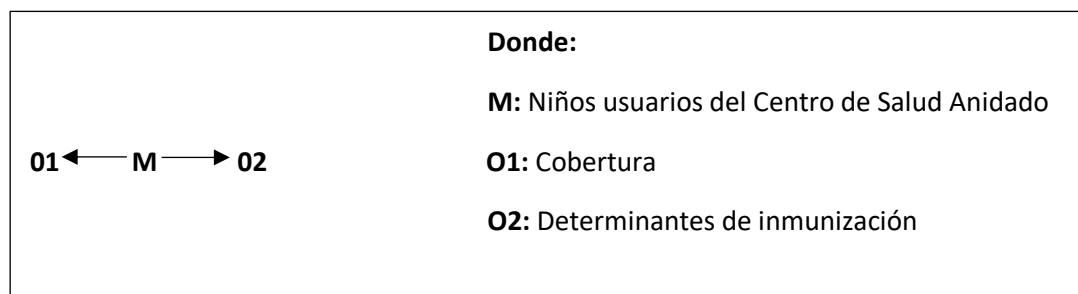 Donde:
M: Niños usuarios del Centro de Salud Anidado
01 M 02
O1: Cobertura
O2: Determinantes de inmunización